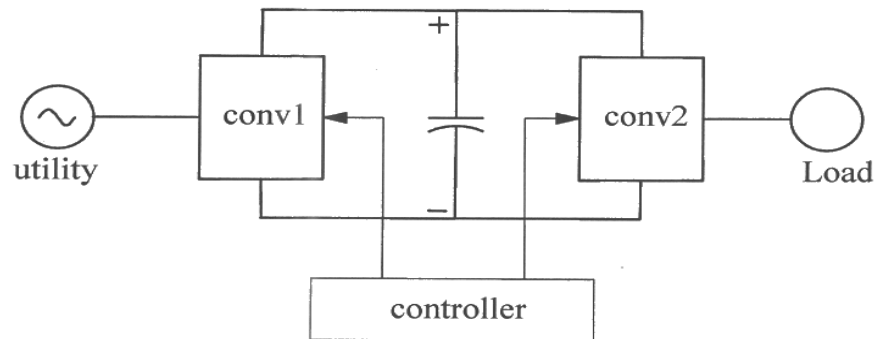 +
conv1
conv2
utility
Load
−
controller